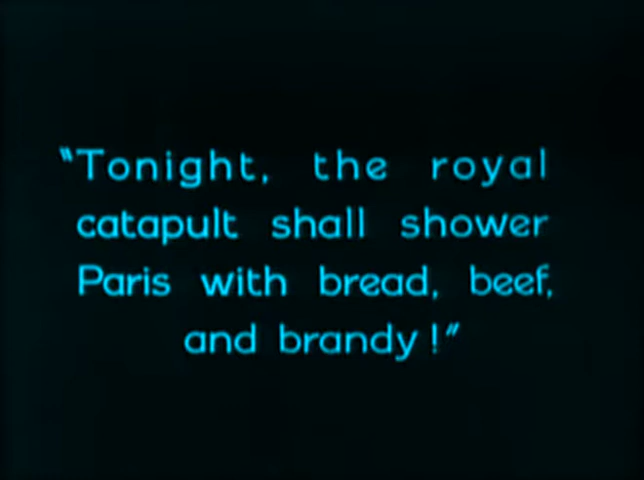 "Tonight, the royal
catapult shall shower
Paris with bread, beef,
and brandy!"